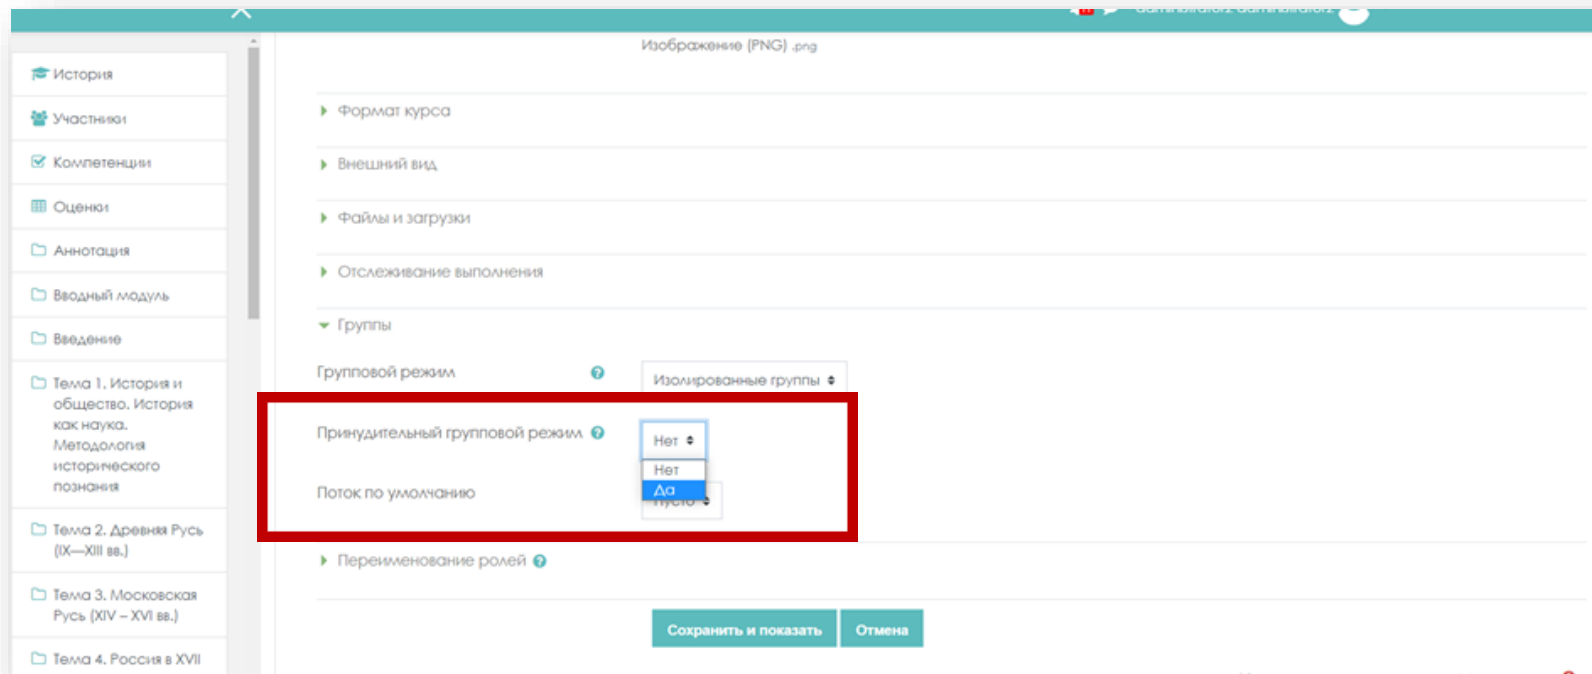 administrator2 administrator2
История
Участники
Компетенции
Оценки
Аннотация
Вводный модуль
Введение
Тема 1. История и
общество. История
как наука.
Методология
исторического
познания
Тема 2. Древняя Русь
(IX—XIII вв.)
Тема 3. Московская
Русь (XIV – XVI вв.)
Тема 4. Россия в XVII
Изображение (PNG) .png
Формат курса
Внешний вид
Файлы и загрузки
Отслеживание выполнения
Группы
Групповой режим
Изолированные группы
Принудительный групповой режим
Нет
Нет
Да
Поток по умолчанию
Пусто
Переименование ролей
Сохранить и показать
Отмена